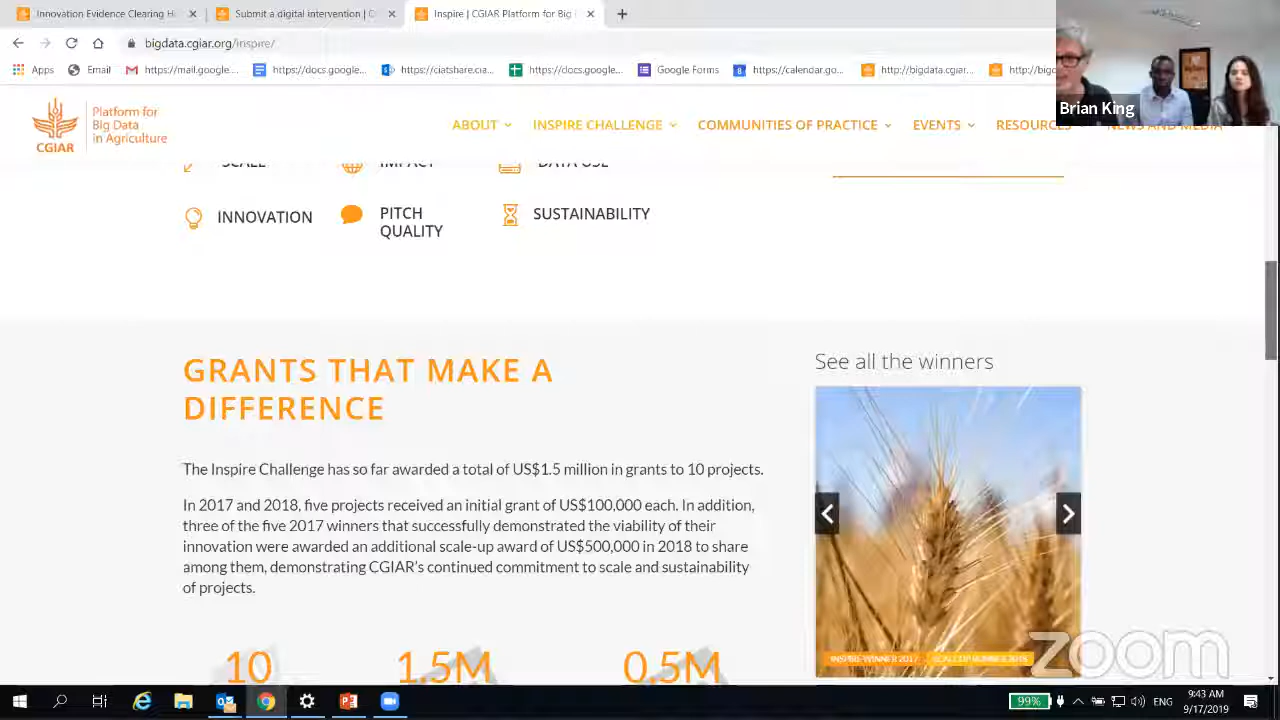 Innovation Evidence Clearing H
Submit a digital intervention | C
Inspire | CGIAR Platform for Big
bigdata.cgiar.org/inspire/
Apps
Email
https://mail.google....
https://docs.google...
https://ciatshare.cia...
https://docs.google...
Google Forms
https://calendar.go...
http://bigdata.cgiar...
Brian King
CGIAR
Platform for
Big Data
in Agriculture
ABOUT
INSPIRE CHALLENGE
COMMUNITIES OF PRACTICE
EVENTS
RESOURCES
NEWS AND MEDIA
SCALE
IMPACT
DATA USE
INNOVATION
PITCH
QUALITY
SUSTAINABILITY
GRANTS THAT MAKE A
DIFFERENCE
The Inspire Challenge has so far awarded a total of US$1.5 million in grants to 10 projects.
In 2017 and 2018, five projects received an initial grant of US$100,000 each. In addition,
three of the five 2017 winners that successfully demonstrated the viability of their
innovation were awarded an additional scale-up award of US$500,000 in 2018 to share
among them, demonstrating CGIAR's continued commitment to scale and sustainability
of projects.
10
1.5M
0.5M
See all the winners
INSPIRE WINNER 2017
zoom
99%
ENG
9:43 AM
9/17/2019